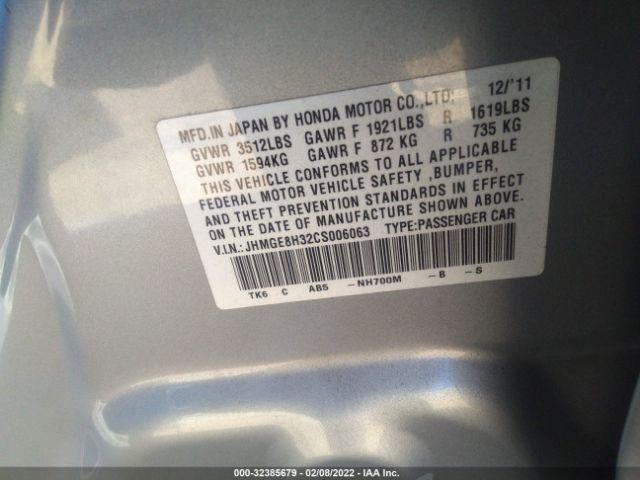 MFD.IN JAPAN BY HONDA MOTOR CO.,LTD: 12/'11
GVWR 3512LBS GAWR F 1921LBS R 1619LBS
GVWR 1594KG GAWR F 872 KG R 735 KG
THIS VEHICLE CONFORMS TO ALL APPLICABLE
FEDERAL MOTOR VEHICLE SAFETY ,BUMPER,
AND THEFT PREVENTION STANDARDS IN EFFECT
ON THE DATE OF MANUFACTURE SHOWN ABOVE.
V.I.N.: JHMGE8H32CS006063 TYPE:PASSENGER CAR
TK6 C AB5 -NH700M -B -S
000-32385679 - 02/08/2022 - IAA Inc.